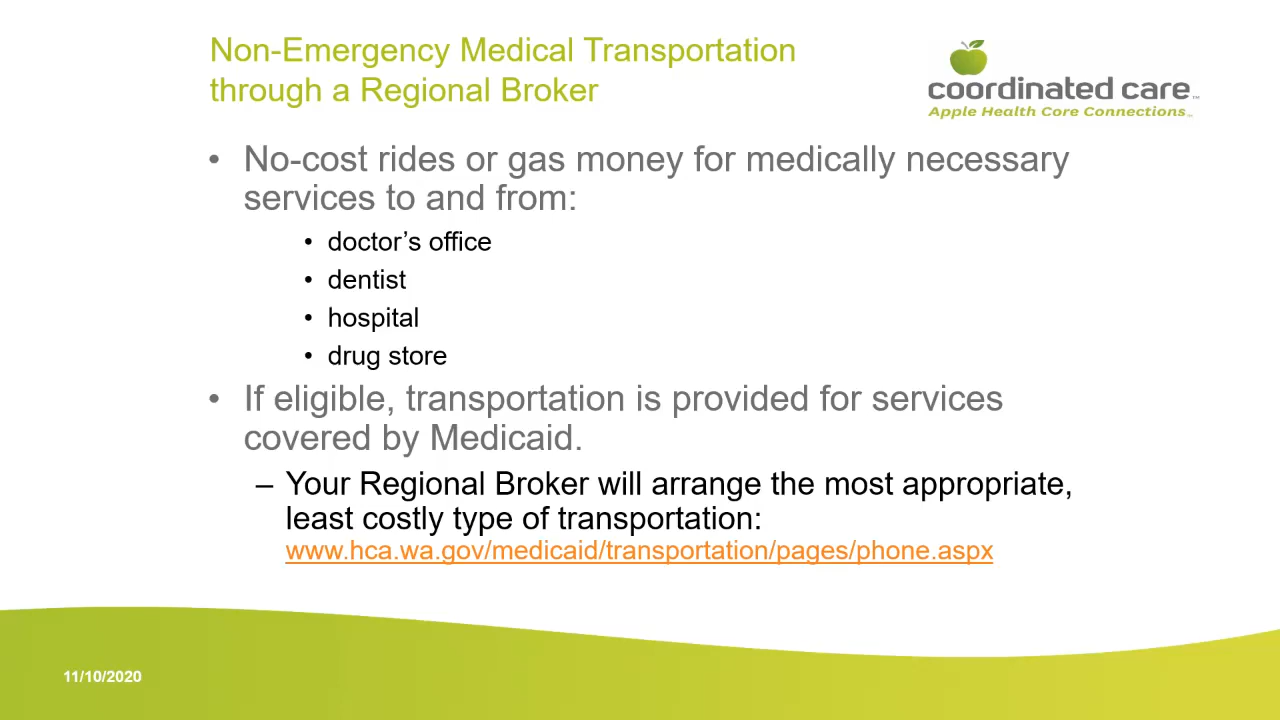 Non-Emergency Medical Transportation
through a Regional Broker
coordinated care™
Apple Health Core Connections™
• No-cost rides or gas money for medically necessary
services to and from:
• doctor’s office
• dentist
• hospital
• drug store
• If eligible, transportation is provided for services
covered by Medicaid.
– Your Regional Broker will arrange the most appropriate,
least costly type of transportation:
www.hca.wa.gov/medicaid/transportation/pages/phone.aspx
11/10/2020